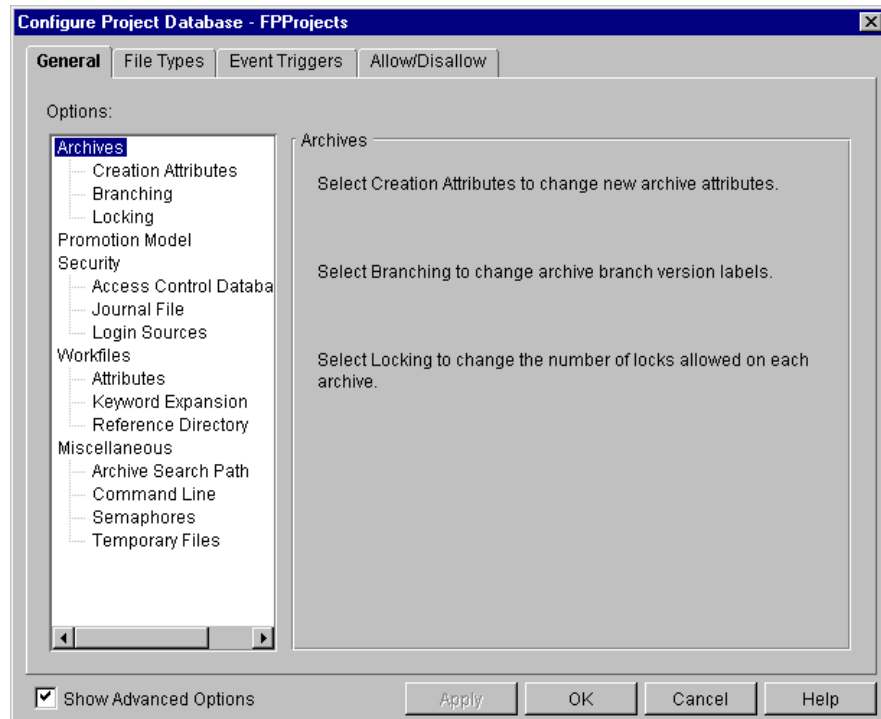 Configure Project Database - FPProjects
General
File Types
Event Triggers
Allow/Disallow
Options:
Archives
Creation Attributes
Branching
Locking
Promotion Model
Security
Access Control Databa
Journal File
Login Sources
Workfiles
Attributes
Keyword Expansion
Reference Directory
Miscellaneous
Archive Search Path
Command Line
Semaphores
Temporary Files
Archives
Select Creation Attributes to change new archive attributes.
Select Branching to change archive branch version labels.
Select Locking to change the number of locks allowed on each
archive.
Show Advanced Options
Apply
OK
Cancel
Help